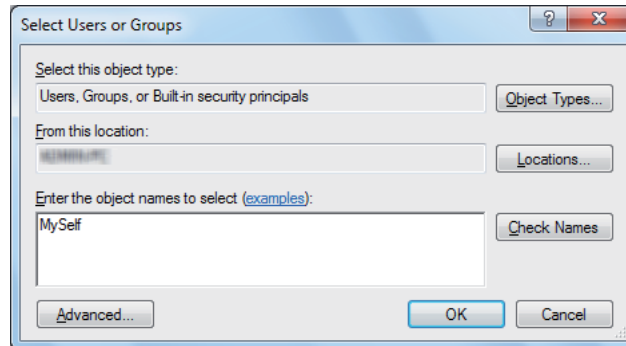 Select Users or Groups
Select this object type:
Users, Groups, or Built-in security principals
Object Types...
From this location:
Locations...
Enter the object names to select (examples):
MySelf
Check Names
Advanced...
OK
Cancel